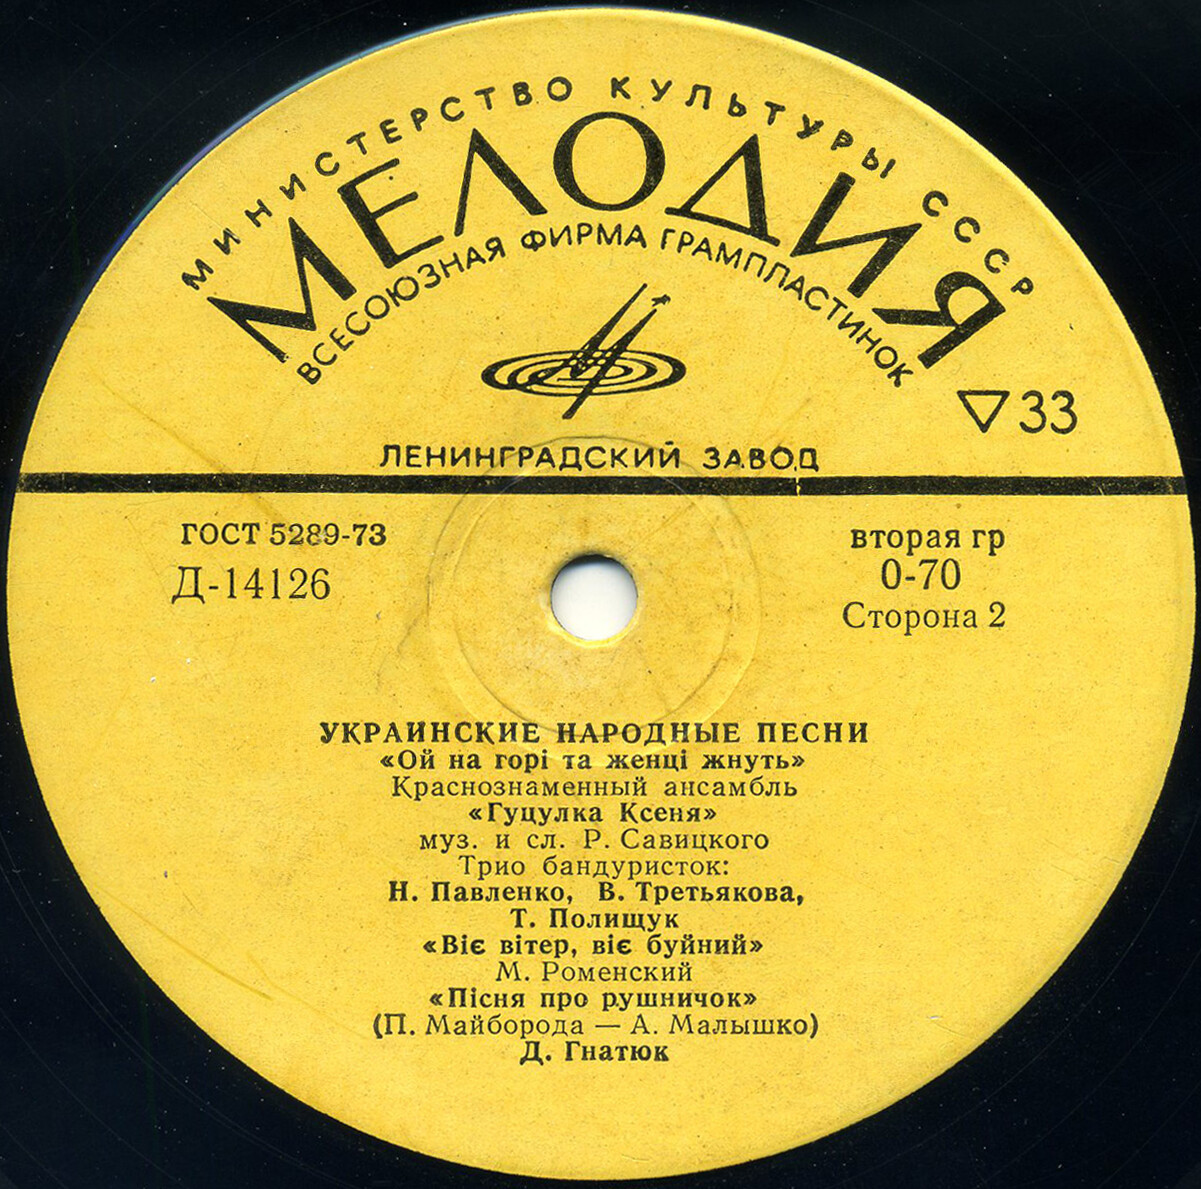 МИНИСТЕРСТВО КУЛЬТУРЫ СССР
МЕЛОДИЯ
ВСЕСОЮЗНАЯ ФИРМА ГРАМПЛАСТИНОК
33
ЛЕНИНГРАДСКИЙ ЗАВОД
ГОСТ 5289-73
Д-14126
вторая гр
0-70
Сторона 2
УКРАИНСКИЕ НАРОДНЫЕ ПЕСНИ
«Ой на горі та женці жнуть»
Краснознаменный ансамбль
«Гуцулка Ксеня»
муз. и сл. Р. Савицкого
Трио бандуристок:
Н. Павленко, В. Третьякова,
Т. Полищук
«Віє вітер, віє буйний»
М. Роменский
«Пісня про рушничок»
(П. Майборода — А. Малышко)
Д. Гнатюк